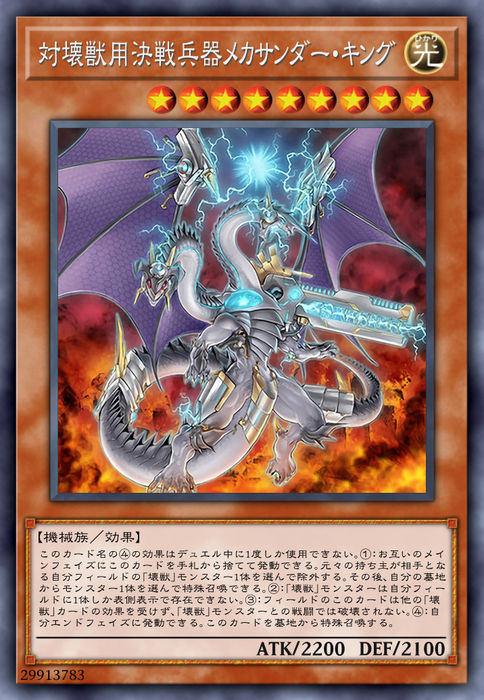 対壊獣用決戦兵器メカサンダー・キング
ひかり
光
【機械族／効果】
このカード名の④の効果はデュエル中に1度しか使用できない。①：お互いのメイ
ンフェイズにこのカードを手札から捨てて発動できる。元々の持ち主が相手とな
る自分フィールドの「壊獣」モンスター1体を選んで除外する。その後、自分の墓地
からモンスター1体を選んで特殊召喚できる。②：「壊獣」モンスターは自分フィー
ルドに1体しか表側表示で存在できない。③：フィールドのこのカードは他の「壊
獣」カードの効果を受けず、「壊獣」モンスターとの戦闘では破壊されない。④：自
分エンドフェイズに発動できる。このカードを墓地から特殊召喚する。
ATK/2200 DEF/2100
29913783